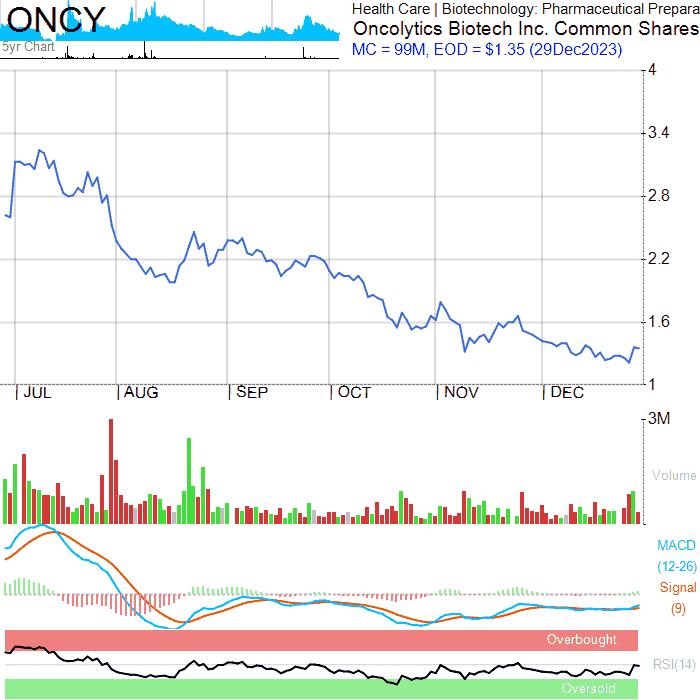 ONCY
5yr Chart
Health Care | Biotechnology: Pharmaceutical Prepara
Oncolytics Biotech Inc. Common Shares
MC = 99M, EOD = $1.35 (29Dec2023)
4
3.4
2.8
2.2
1.6
1
JUL AUG SEP OCT NOV DEC
3M
Volume
MACD
(12-26)
Signal
(9)
Overbought
RSI(14)
Oversold